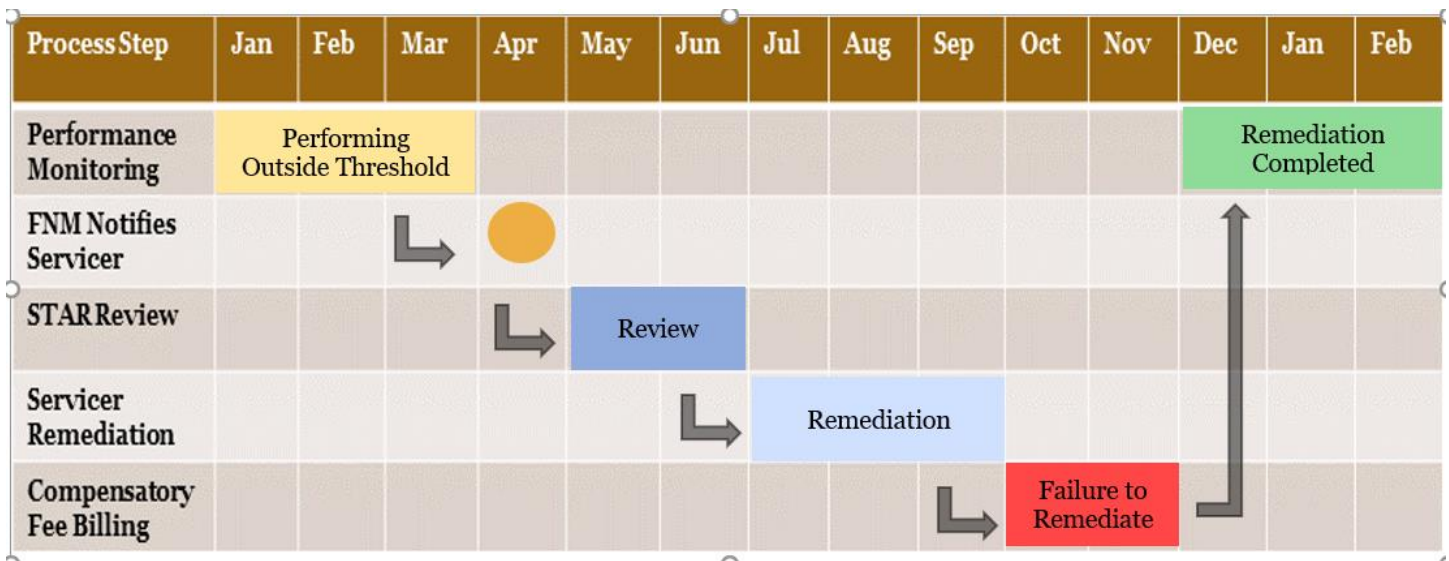 Process Step Jan Feb Mar Apr May Jun Jul Aug Sep Oct Nov Dec Jan Feb
Performance
Monitoring
Performing
Outside Threshold
Remediation
Completed
FNM Notifies
Servicer
STAR Review
Review
Servicer
Remediation
Remediation
Compensatory
Fee Billing
Failure to
Remediate